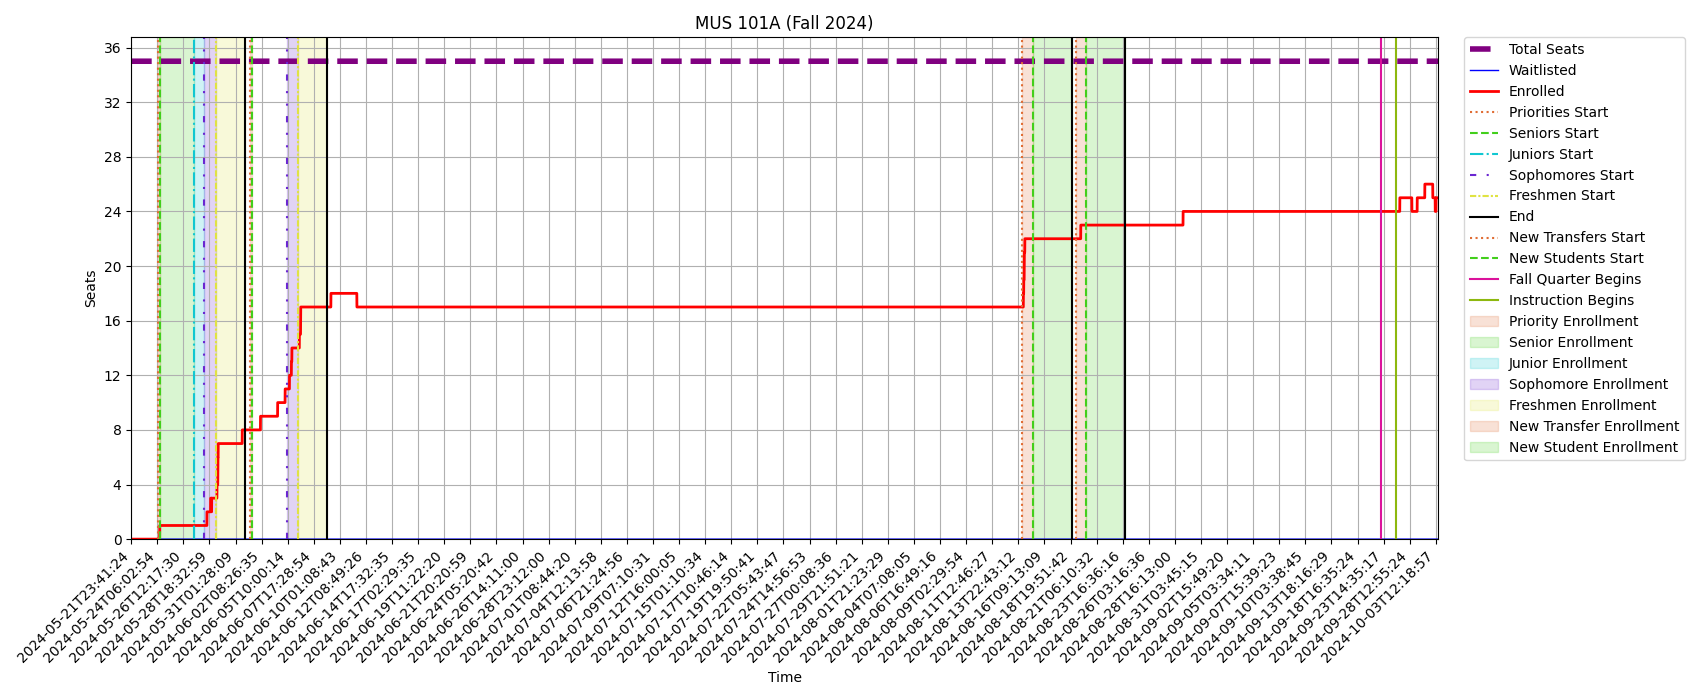 MUS 101A (Fall 2024)
Seats
36
32
28
24
20
16
12
8
4
0
2024-05-21T23:41:24
2024-05-24T06:02:54
2024-05-26T12:17:30
2024-05-28T18:32:59
2024-05-31T01:28:09
2024-06-02T08:26:35
2024-06-05T10:00:14
2024-06-07T17:28:54
2024-06-10T01:08:43
2024-06-12T08:49:26
2024-06-14T17:32:35
2024-06-17T02:29:35
2024-06-19T11:22:20
2024-06-21T20:20:59
2024-06-24T05:20:42
2024-06-26T14:11:00
2024-06-28T23:12:00
2024-07-01T08:44:20
2024-07-04T12:13:58
2024-07-06T21:24:56
2024-07-09T07:10:31
2024-07-12T16:00:05
2024-07-15T01:10:34
2024-07-17T10:46:14
2024-07-19T19:50:41
2024-07-22T05:43:47
2024-07-24T14:56:53
2024-07-27T00:08:36
2024-07-29T21:51:21
2024-08-01T11:23:29
2024-08-04T07:08:05
2024-08-06T16:49:16
2024-08-09T02:29:54
2024-08-11T12:46:27
2024-08-13T22:43:12
2024-08-16T09:13:09
2024-08-18T19:51:42
2024-08-21T06:10:32
2024-08-23T16:36:16
2024-08-26T03:16:36
2024-08-28T16:13:00
2024-08-31T03:45:15
2024-09-02T15:49:20
2024-09-05T03:34:11
2024-09-07T15:39:23
2024-09-10T03:38:45
2024-09-13T18:16:29
2024-09-18T16:35:24
2024-09-23T14:35:17
2024-09-28T12:55:24
2024-10-03T12:18:57
Time
Total Seats
Waitlisted
Enrolled
Priorities Start
Seniors Start
Juniors Start
Sophomores Start
Freshmen Start
End
New Transfers Start
New Students Start
Fall Quarter Begins
Instruction Begins
Priority Enrollment
Senior Enrollment
Junior Enrollment
Sophomore Enrollment
Freshmen Enrollment
New Transfer Enrollment
New Student Enrollment